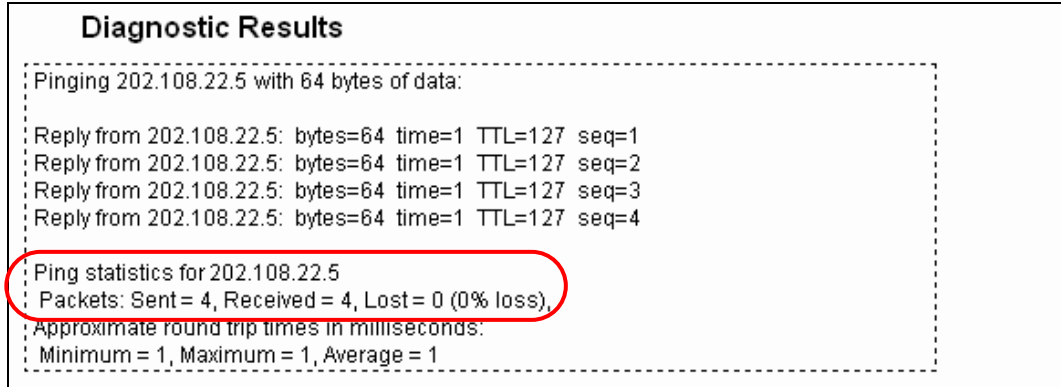 Diagnostic Results
Pinging 202.108.22.5 with 64 bytes of data:
Reply from 202.108.22.5: bytes=64 time=1 TTL=127 seq=1
Reply from 202.108.22.5: bytes=64 time=1 TTL=127 seq=2
Reply from 202.108.22.5: bytes=64 time=1 TTL=127 seq=3
Reply from 202.108.22.5: bytes=64 time=1 TTL=127 seq=4
Ping statistics for 202.108.22.5
Packets: Sent = 4, Received = 4, Lost = 0 (0% loss),
Approximate round trip times in milliseconds:
Minimum = 1, Maximum = 1, Average = 1